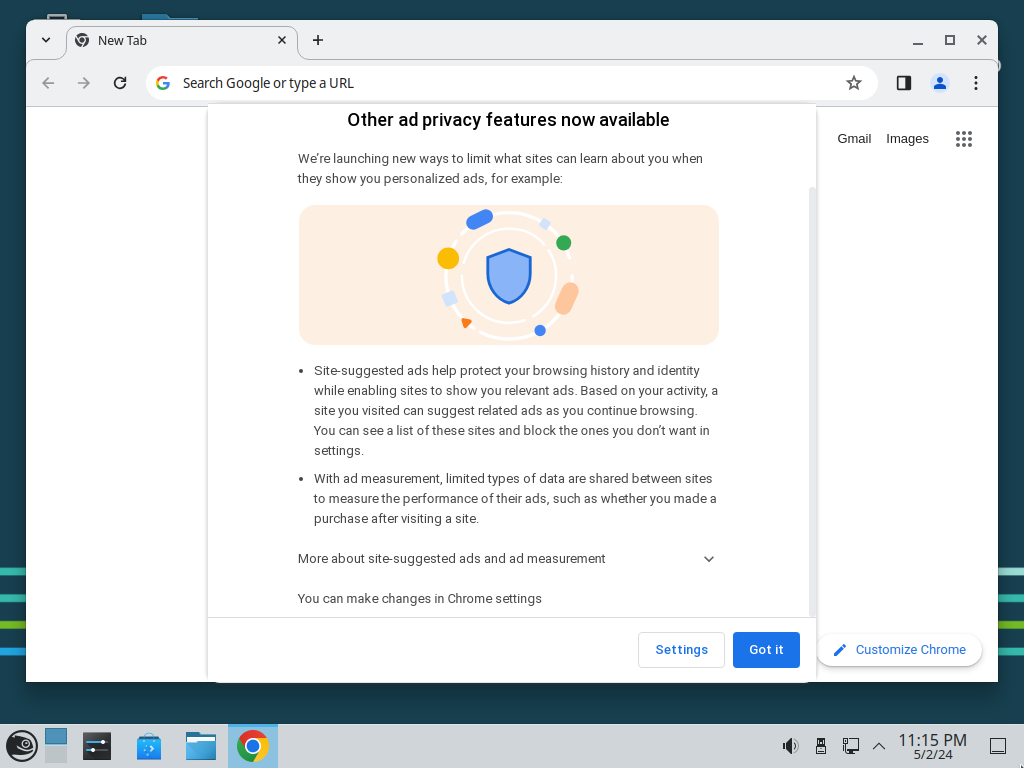 New Tab
Search Google or type a URL
Gmail Images
Other ad privacy features now available
We're launching new ways to limit what sites can learn about you when
they show you personalized ads, for example:
• Site-suggested ads help protect your browsing history and identity
while enabling sites to show you relevant ads. Based on your activity, a
site you visited can suggest related ads as you continue browsing.
You can see a list of these sites and block the ones you don't want in
settings.
• With ad measurement, limited types of data are shared between sites
to measure the performance of their ads, such as whether you made a
purchase after visiting a site.
More about site-suggested ads and ad measurement
You can make changes in Chrome settings
Settings Got it
Customize Chrome
11:15 PM
5/2/24